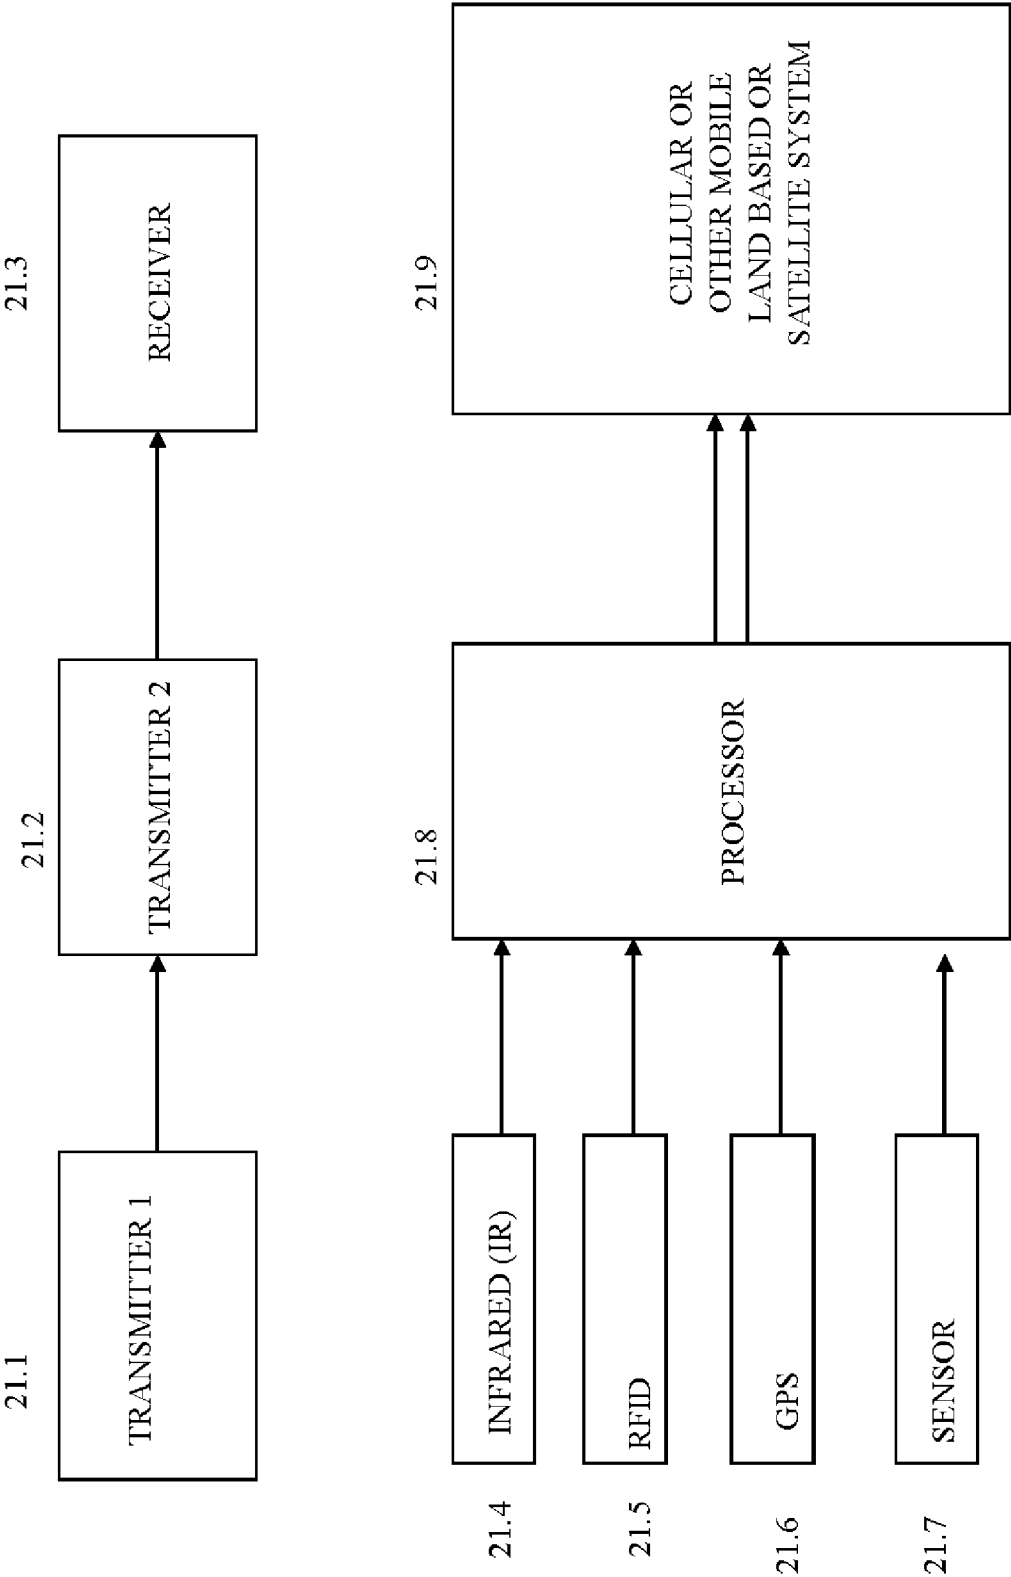 21.1
TRANSMITTER 1
21.2
TRANSMITTER 2
21.3
RECEIVER
21.4
INFRARED (IR)
21.5
RFID
21.6
GPS
21.7
SENSOR
21.8
PROCESSOR
21.9
CELLULAR OR
OTHER MOBILE
LAND BASED OR
SATELLITE SYSTEM